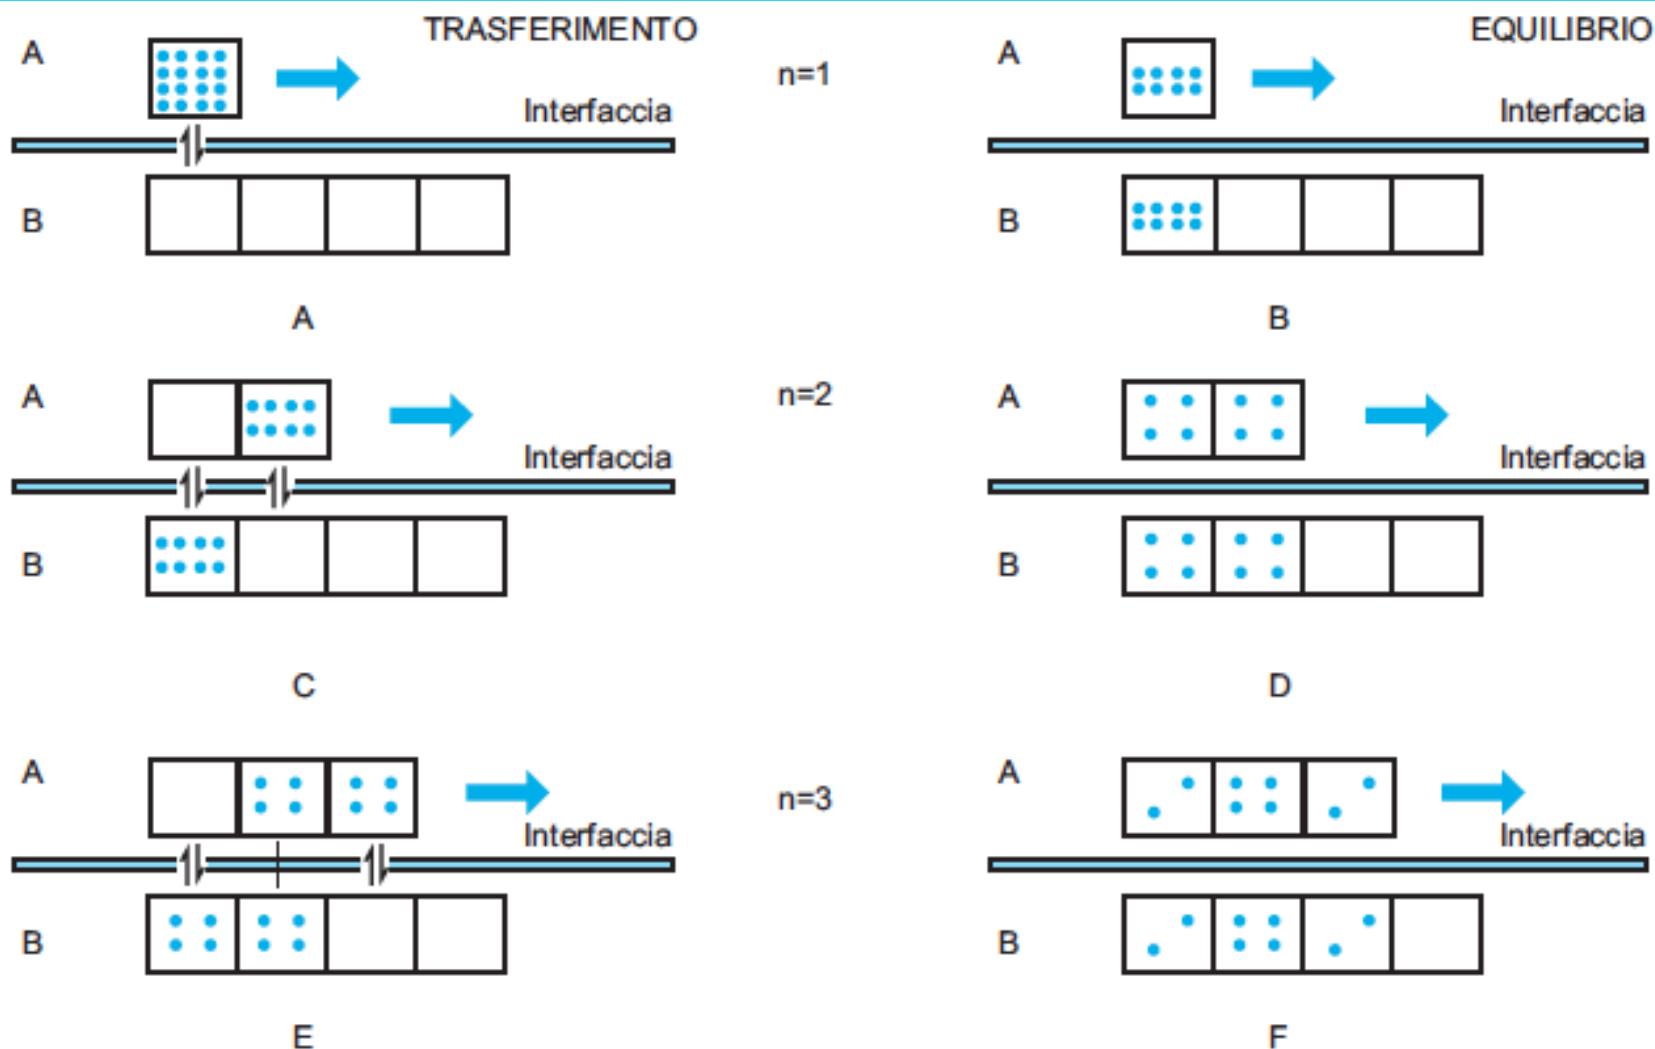 TRASFERIMENTO
EQUILIBRIO
A
n=1
A
Interfaccia
Interfaccia
B
B
A
B
A
n=2
A
Interfaccia
Interfaccia
B
B
C
D
A
n=3
A
Interfaccia
Interfaccia
B
B
E
F